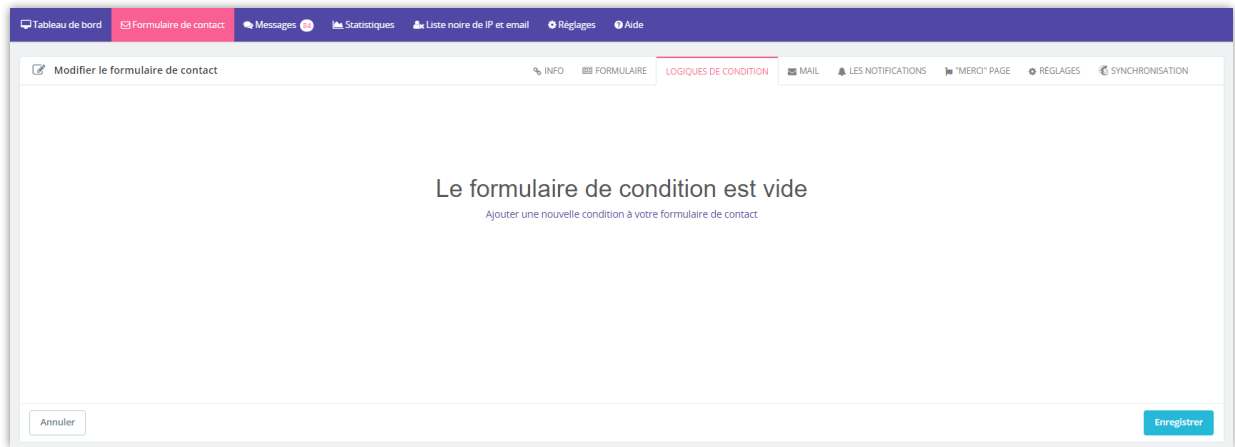 Tableau de bord Formulaire de contact Messages 84 Statistiques Liste noire de IP et email Réglages Aide
Modifier le formulaire de contact INFO FORMULAIRE LOGIQUES DE CONDITION MAIL LES NOTIFICATIONS "MERCI" PAGE RÉGLAGES SYNCHRONISATION
Le formulaire de condition est vide
Ajouter une nouvelle condition à votre formulaire de contact
Annuler Enregistrer